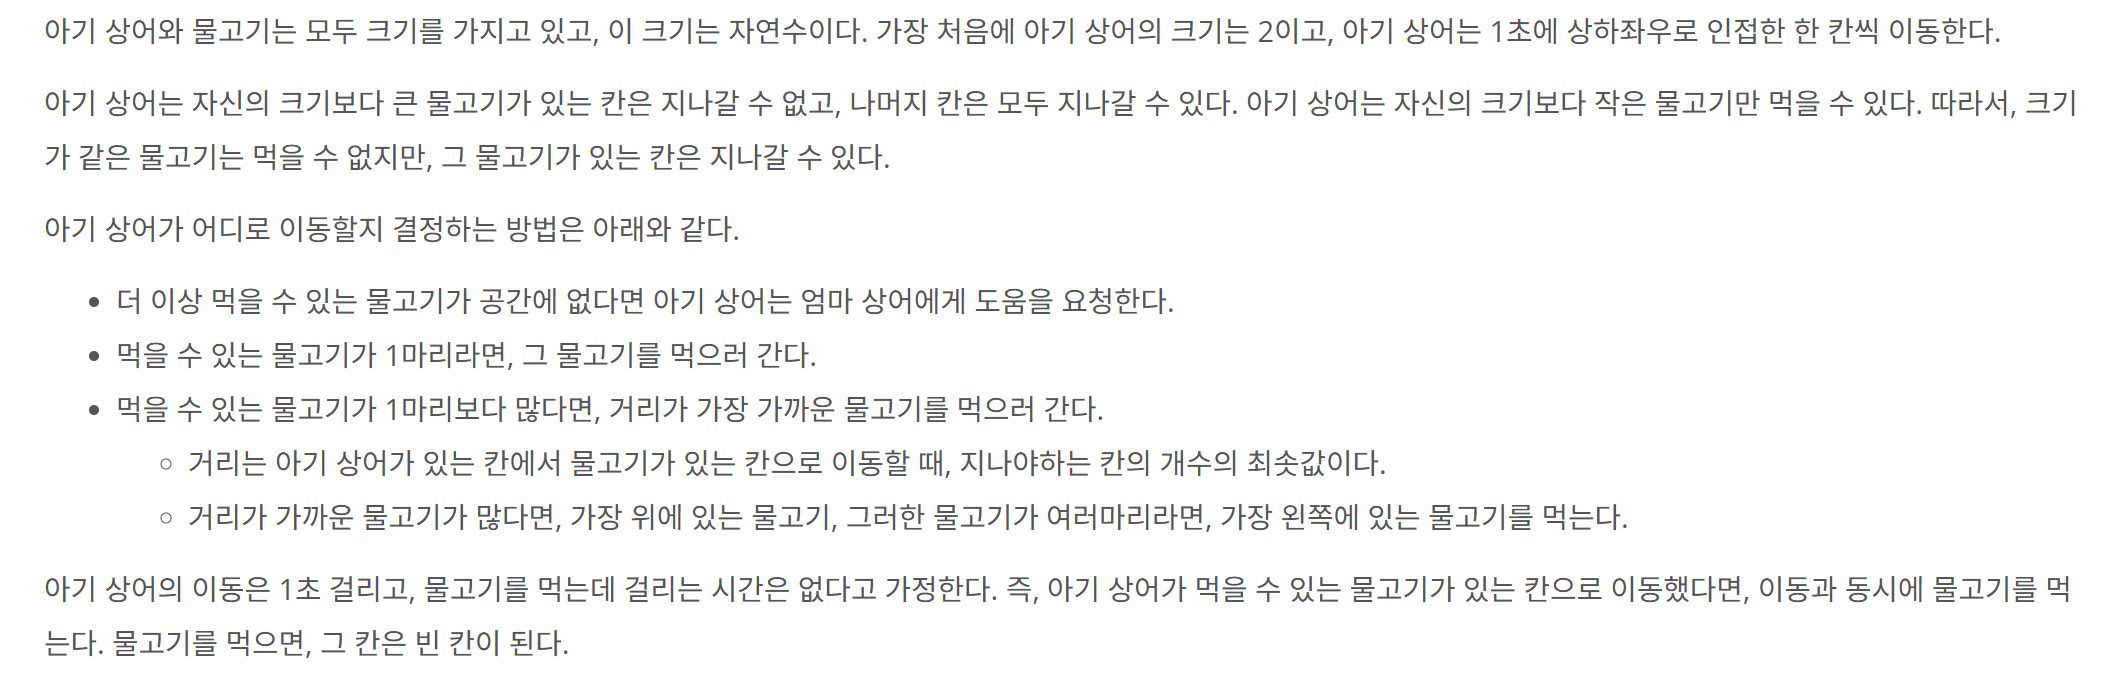 아기 상어와 물고기는 모두 크기를 가지고 있고, 이 크기는 자연수이다. 가장 처음에 아기 상어의 크기는 2이고, 아기 상어는 1초에 상하좌우로 인접한 한 칸씩 이동한다.
아기 상어는 자신의 크기보다 큰 물고기가 있는 칸은 지나갈 수 없고, 나머지 칸은 모두 지나갈 수 있다. 아기 상어는 자신의 크기보다 작은 물고기만 먹을 수 있다. 따라서, 크기
가 같은 물고기는 먹을 수 없지만, 그 물고기가 있는 칸은 지나갈 수 있다.
아기 상어가 어디로 이동할지 결정하는 방법은 아래와 같다.
• 더 이상 먹을 수 있는 물고기가 공간에 없다면 아기 상어는 엄마 상어에게 도움을 요청한다.
• 먹을 수 있는 물고기가 1마리라면, 그 물고기를 먹으러 간다.
• 먹을 수 있는 물고기가 1마리보다 많다면, 거리가 가장 가까운 물고기를 먹으러 간다.
◦ 거리는 아기 상어가 있는 칸에서 물고기가 있는 칸으로 이동할 때, 지나야하는 칸의 개수의 최솟값이다.
◦ 거리가 가까운 물고기가 많다면, 가장 위에 있는 물고기, 그러한 물고기가 여러마리라면, 가장 왼쪽에 있는 물고기를 먹는다.
아기 상어의 이동은 1초 걸리고, 물고기를 먹는데 걸리는 시간은 없다고 가정한다. 즉, 아기 상어가 먹을 수 있는 물고기가 있는 칸으로 이동했다면, 이동과 동시에 물고기를 먹
는다. 물고기를 먹으면, 그 칸은 빈 칸이 된다.